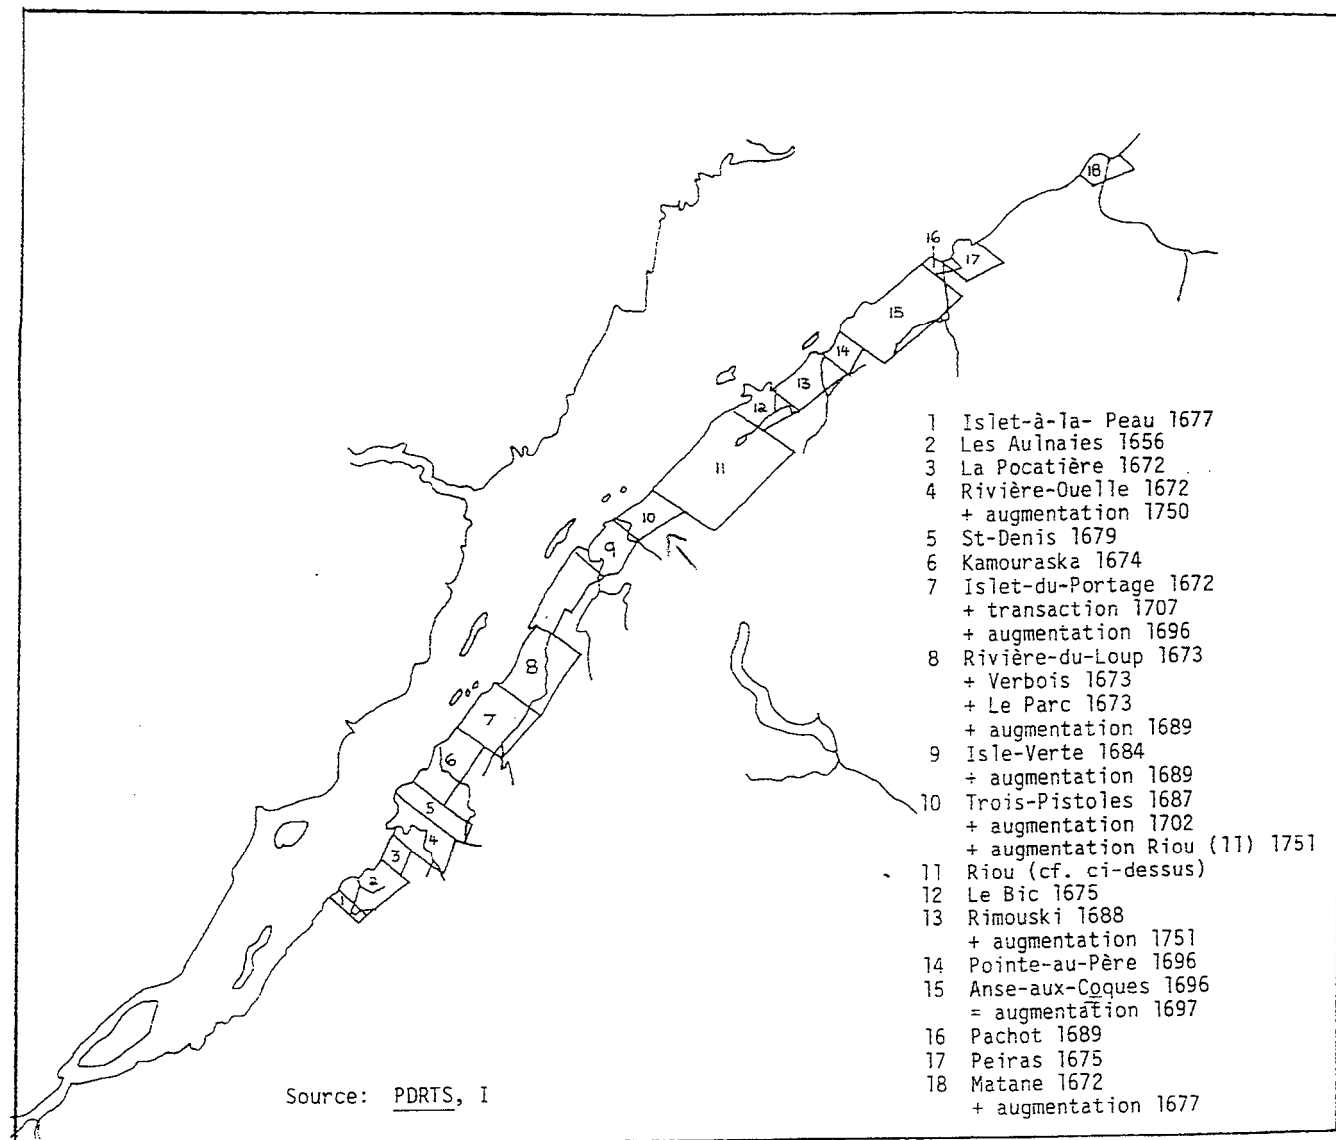 18
16
17
15
14
13
12
11
10
9
8
7
6
5
4
3
2
1
1 Islet-à-la- Peau 1677
2 Les Aulnaies 1656
3 La Pocatière 1672
4 Rivière-Ouelle 1672
+ augmentation 1750
5 St-Denis 1679
6 Kamouraska 1674
7 Islet-du-Portage 1672
+ transaction 1707
+ augmentation 1696
8 Rivière-du-Loup 1673
+ Verbois 1673
+ Le Parc 1673
+ augmentation 1689
9 Isle-Verte 1684
+ augmentation 1689
10 Trois-Pistoles 1687
+ augmentation 1702
+ augmentation Riou (11) 1751
11 Riou (cf. ci-dessus)
12 Le Bic 1675
13 Rimouski 1688
+ augmentation 1751
14 Pointe-au-Père 1696
15 Anse-aux-Coques 1696
= augmentation 1697
16 Pachot 1689
17 Peiras 1675
18 Matane 1672
+ augmentation 1677
Source: PDRTS, I